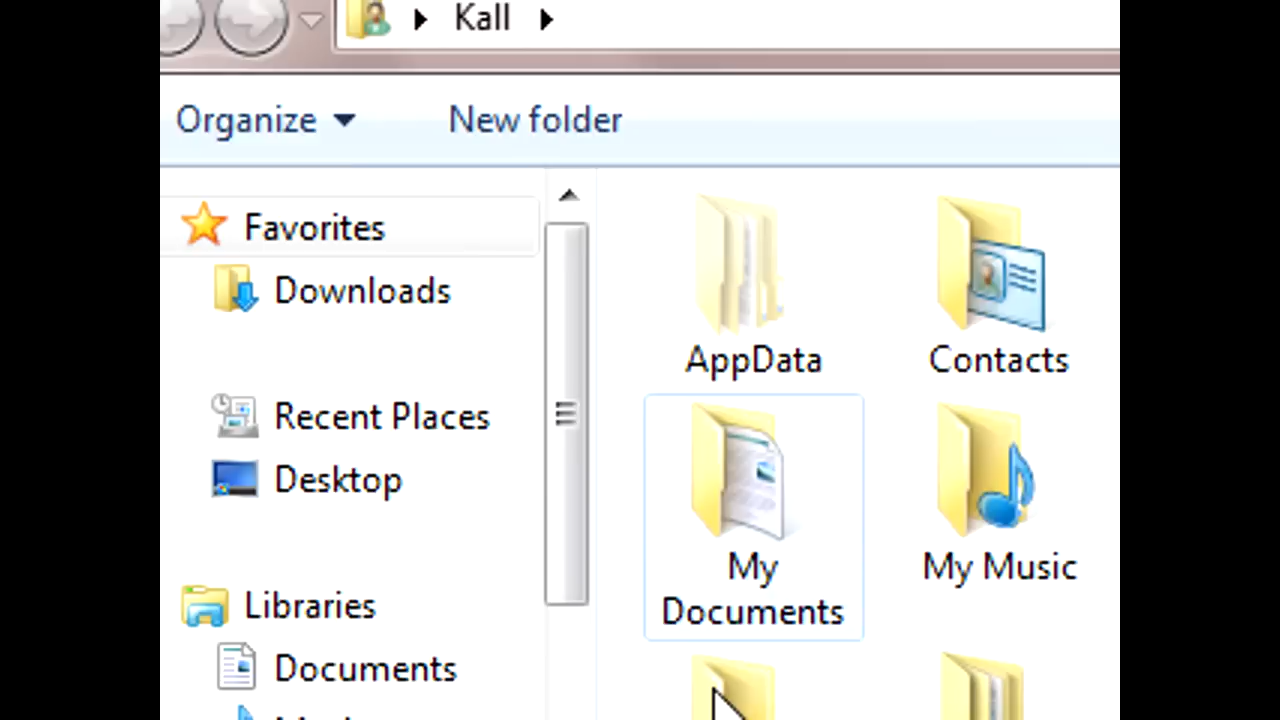 Kall
Organize
New folder
Favorites
Downloads
Recent Places
Desktop
Libraries
Documents
AppData
Contacts
My
Documents
My Music